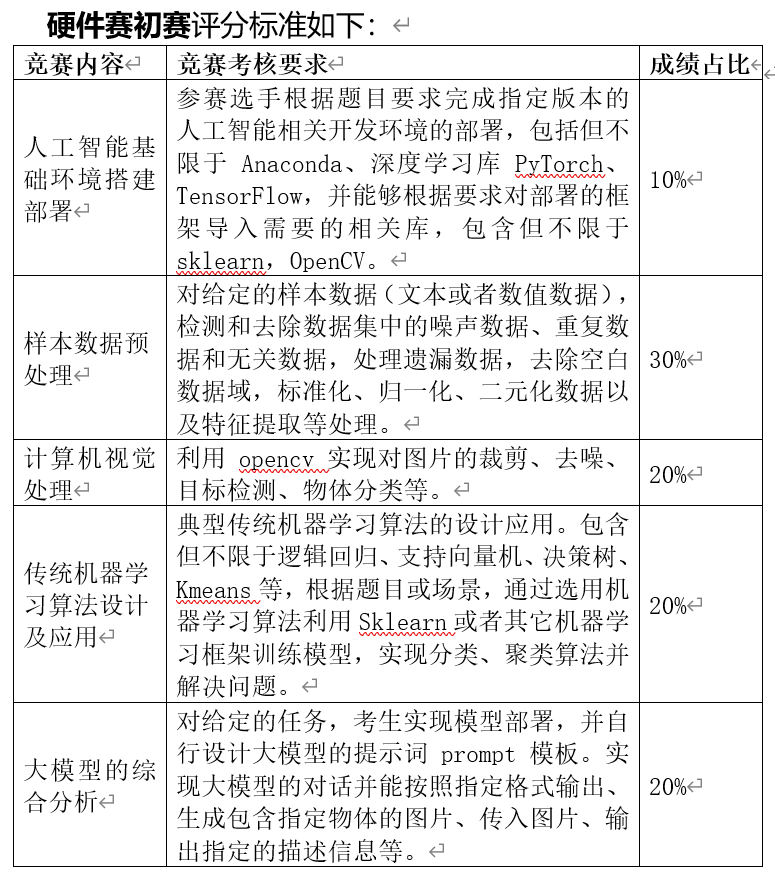 硬件赛初赛评分标准如下：
竞赛内容
竞赛考核要求
成绩占比
人工智能基
础环境搭建
部署
参赛选手根据题目要求完成指定版本的
人工智能相关开发环境的部署，包括但不
限于 Anaconda、深度学习库 PyTorch、
TensorFlow，并能够根据要求对部署的框
架导入需要的相关库，包含但不限于
sklearn，OpenCV。
10%
样本数据预
处理
对给定的样本数据（文本或者数值数据），
检测和去除数据集中的噪声数据、重复数
据和无关数据，处理遗漏数据，去除空白
数据域，标准化、归一化、二元化数据以
及特征提取等处理。
30%
计算机视觉
处理
利用 opencv 实现对图片的裁剪、去噪、
目标检测、物体分类等。
20%
传统机器学
习算法设计
及应用
典型传统机器学习算法的设计应用。包含
但不限于逻辑回归、支持向量机、决策树、
Kmeans 等，根据题目或场景，通过选用机
器学习算法利用 Sklearn 或者其它机器学
习框架训练模型，实现分类、聚类算法并
解决问题。
20%
大模型的综
合分析
对给定的任务，考生实现模型部署，并自
行设计大模型的提示词 prompt 模板。实
现大模型的对话并能按照指定格式输出、
生成包含指定物体的图片、传入图片、输
出指定的描述信息等。
20%